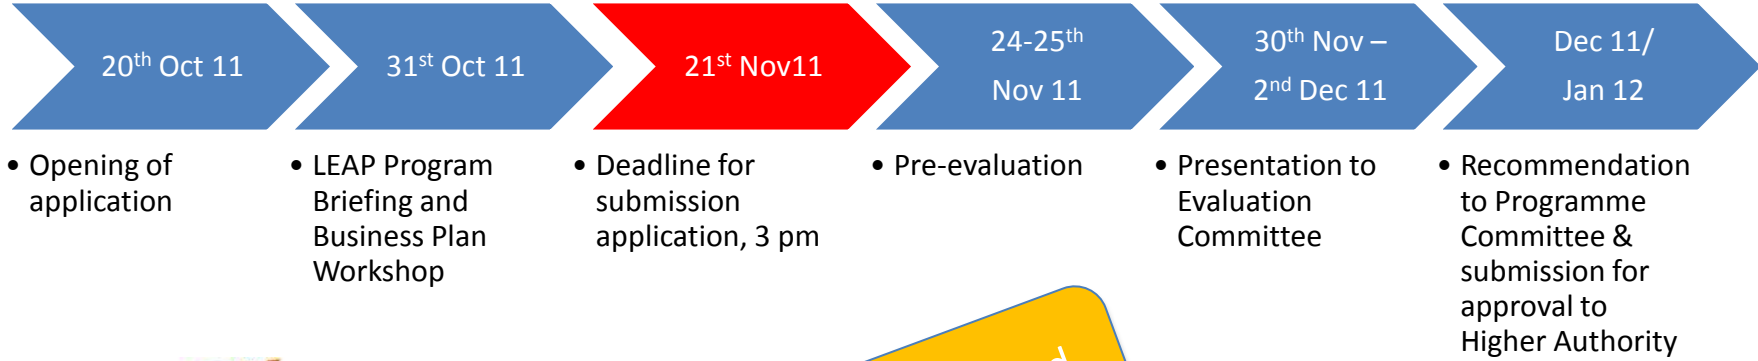 20th Oct 11
31st Oct 11
21st Nov11
24-25th
Nov 11
30th Nov –
2nd Dec 11
Dec 11/
Jan 12
• Opening of
application
• LEAP Program
Briefing and
Business Plan
Workshop
• Deadline for
submission
application, 3 pm
• Pre-evaluation
• Presentation to
Evaluation
Committee
• Recommendation
to Programme
Committee &
submission for
approval to
Higher Authority